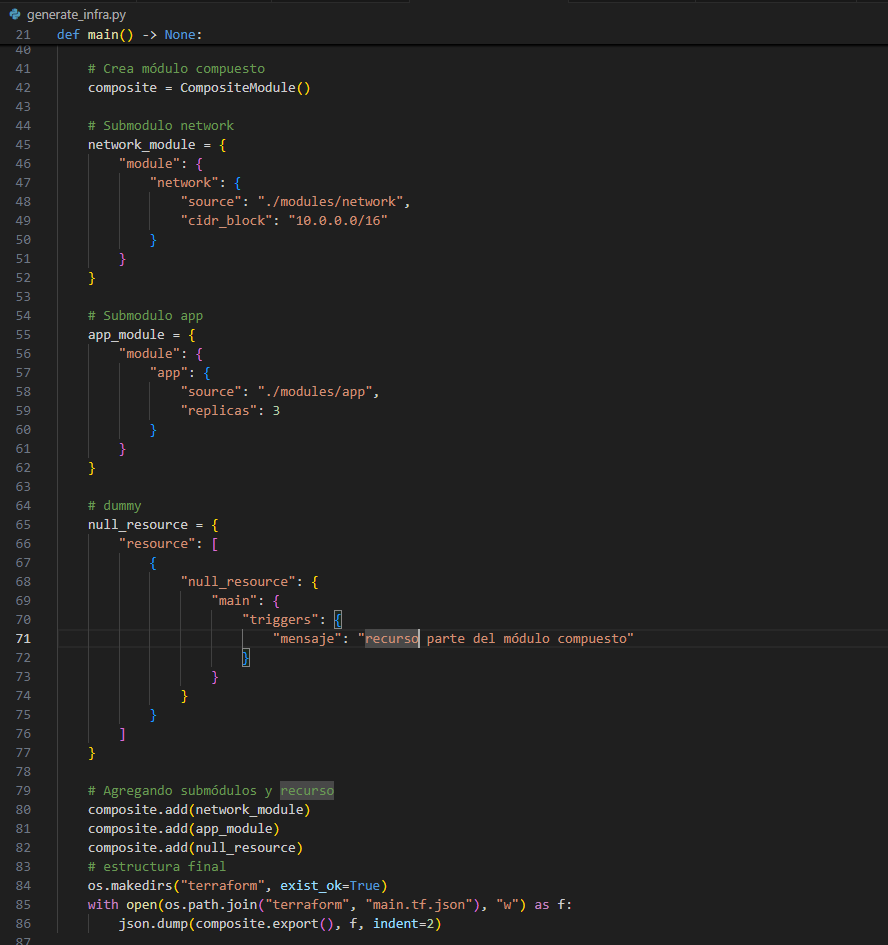 generate_infra.py
21 def main() -> None:
40
41 # Crea módulo compuesto
42 composite = CompositeModule()
43
44 # Submodulo network
45 network_module = {
46 "module": {
47 "network": {
48 "source": "./modules/network",
49 "cidr_block": "10.0.0.0/16"
50 }
51 }
52 }
53
54 # Submodulo app
55 app_module = {
56 "module": {
57 "app": {
58 "source": "./modules/app",
59 "replicas": 3
60 }
61 }
62 }
63
64 # dummy
65 null_resource = {
66 "resource": [
67 {
68 "null_resource": {
69 "main": {
70 "triggers": {
71 "mensaje": "recurso parte del módulo compuesto"
72 }
73 }
74 }
75 }
76 ]
77 }
78
79 # Agregando submódulos y recurso
80 composite.add(network_module)
81 composite.add(app_module)
82 composite.add(null_resource)
83 # estructura final
84 os.makedirs("terraform", exist_ok=True)
85 with open(os.path.join("terraform", "main.tf.json"), "w") as f:
86 json.dump(composite.export(), f, indent=2)
87